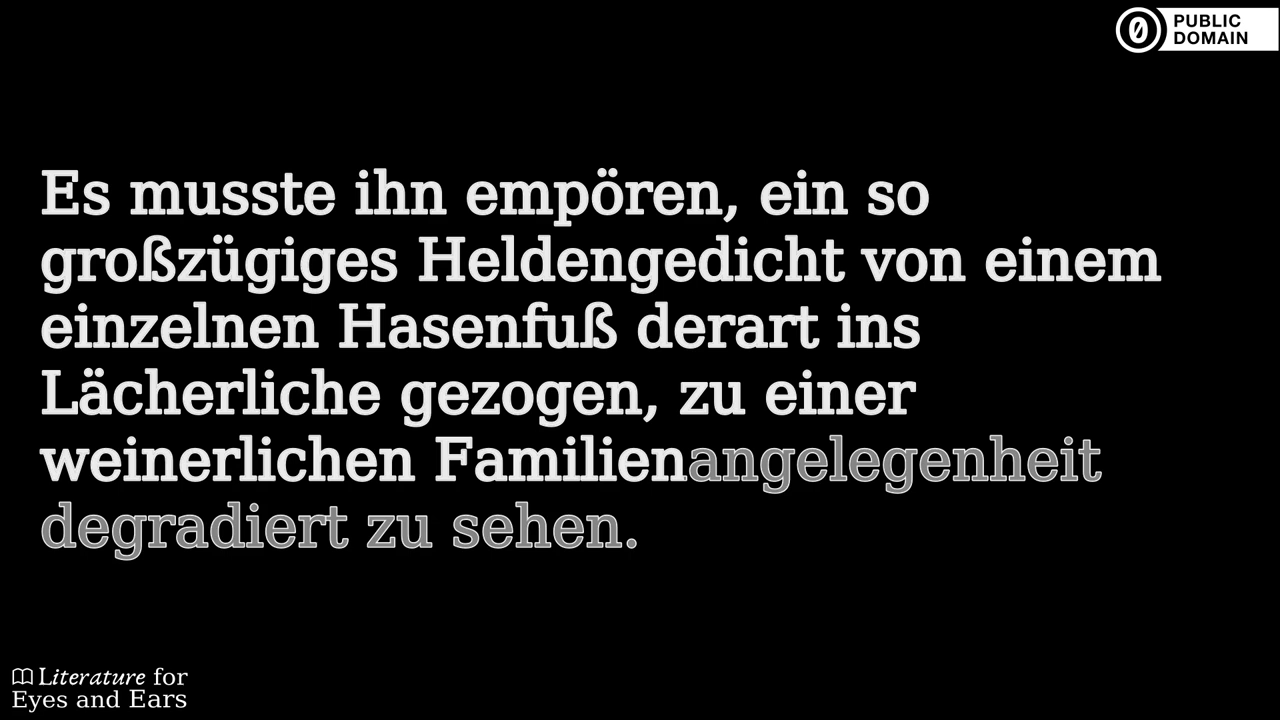 PUBLIC
DOMAIN
Es musste ihn empören, ein so
großzügiges Heldengedicht von einem
einzelnen Hasenfuß derart ins
Lächerliche gezogen, zu einer
weinerlichen Familienangelegenheit
degradiert zu sehen.
Literature for
Eyes and Ears